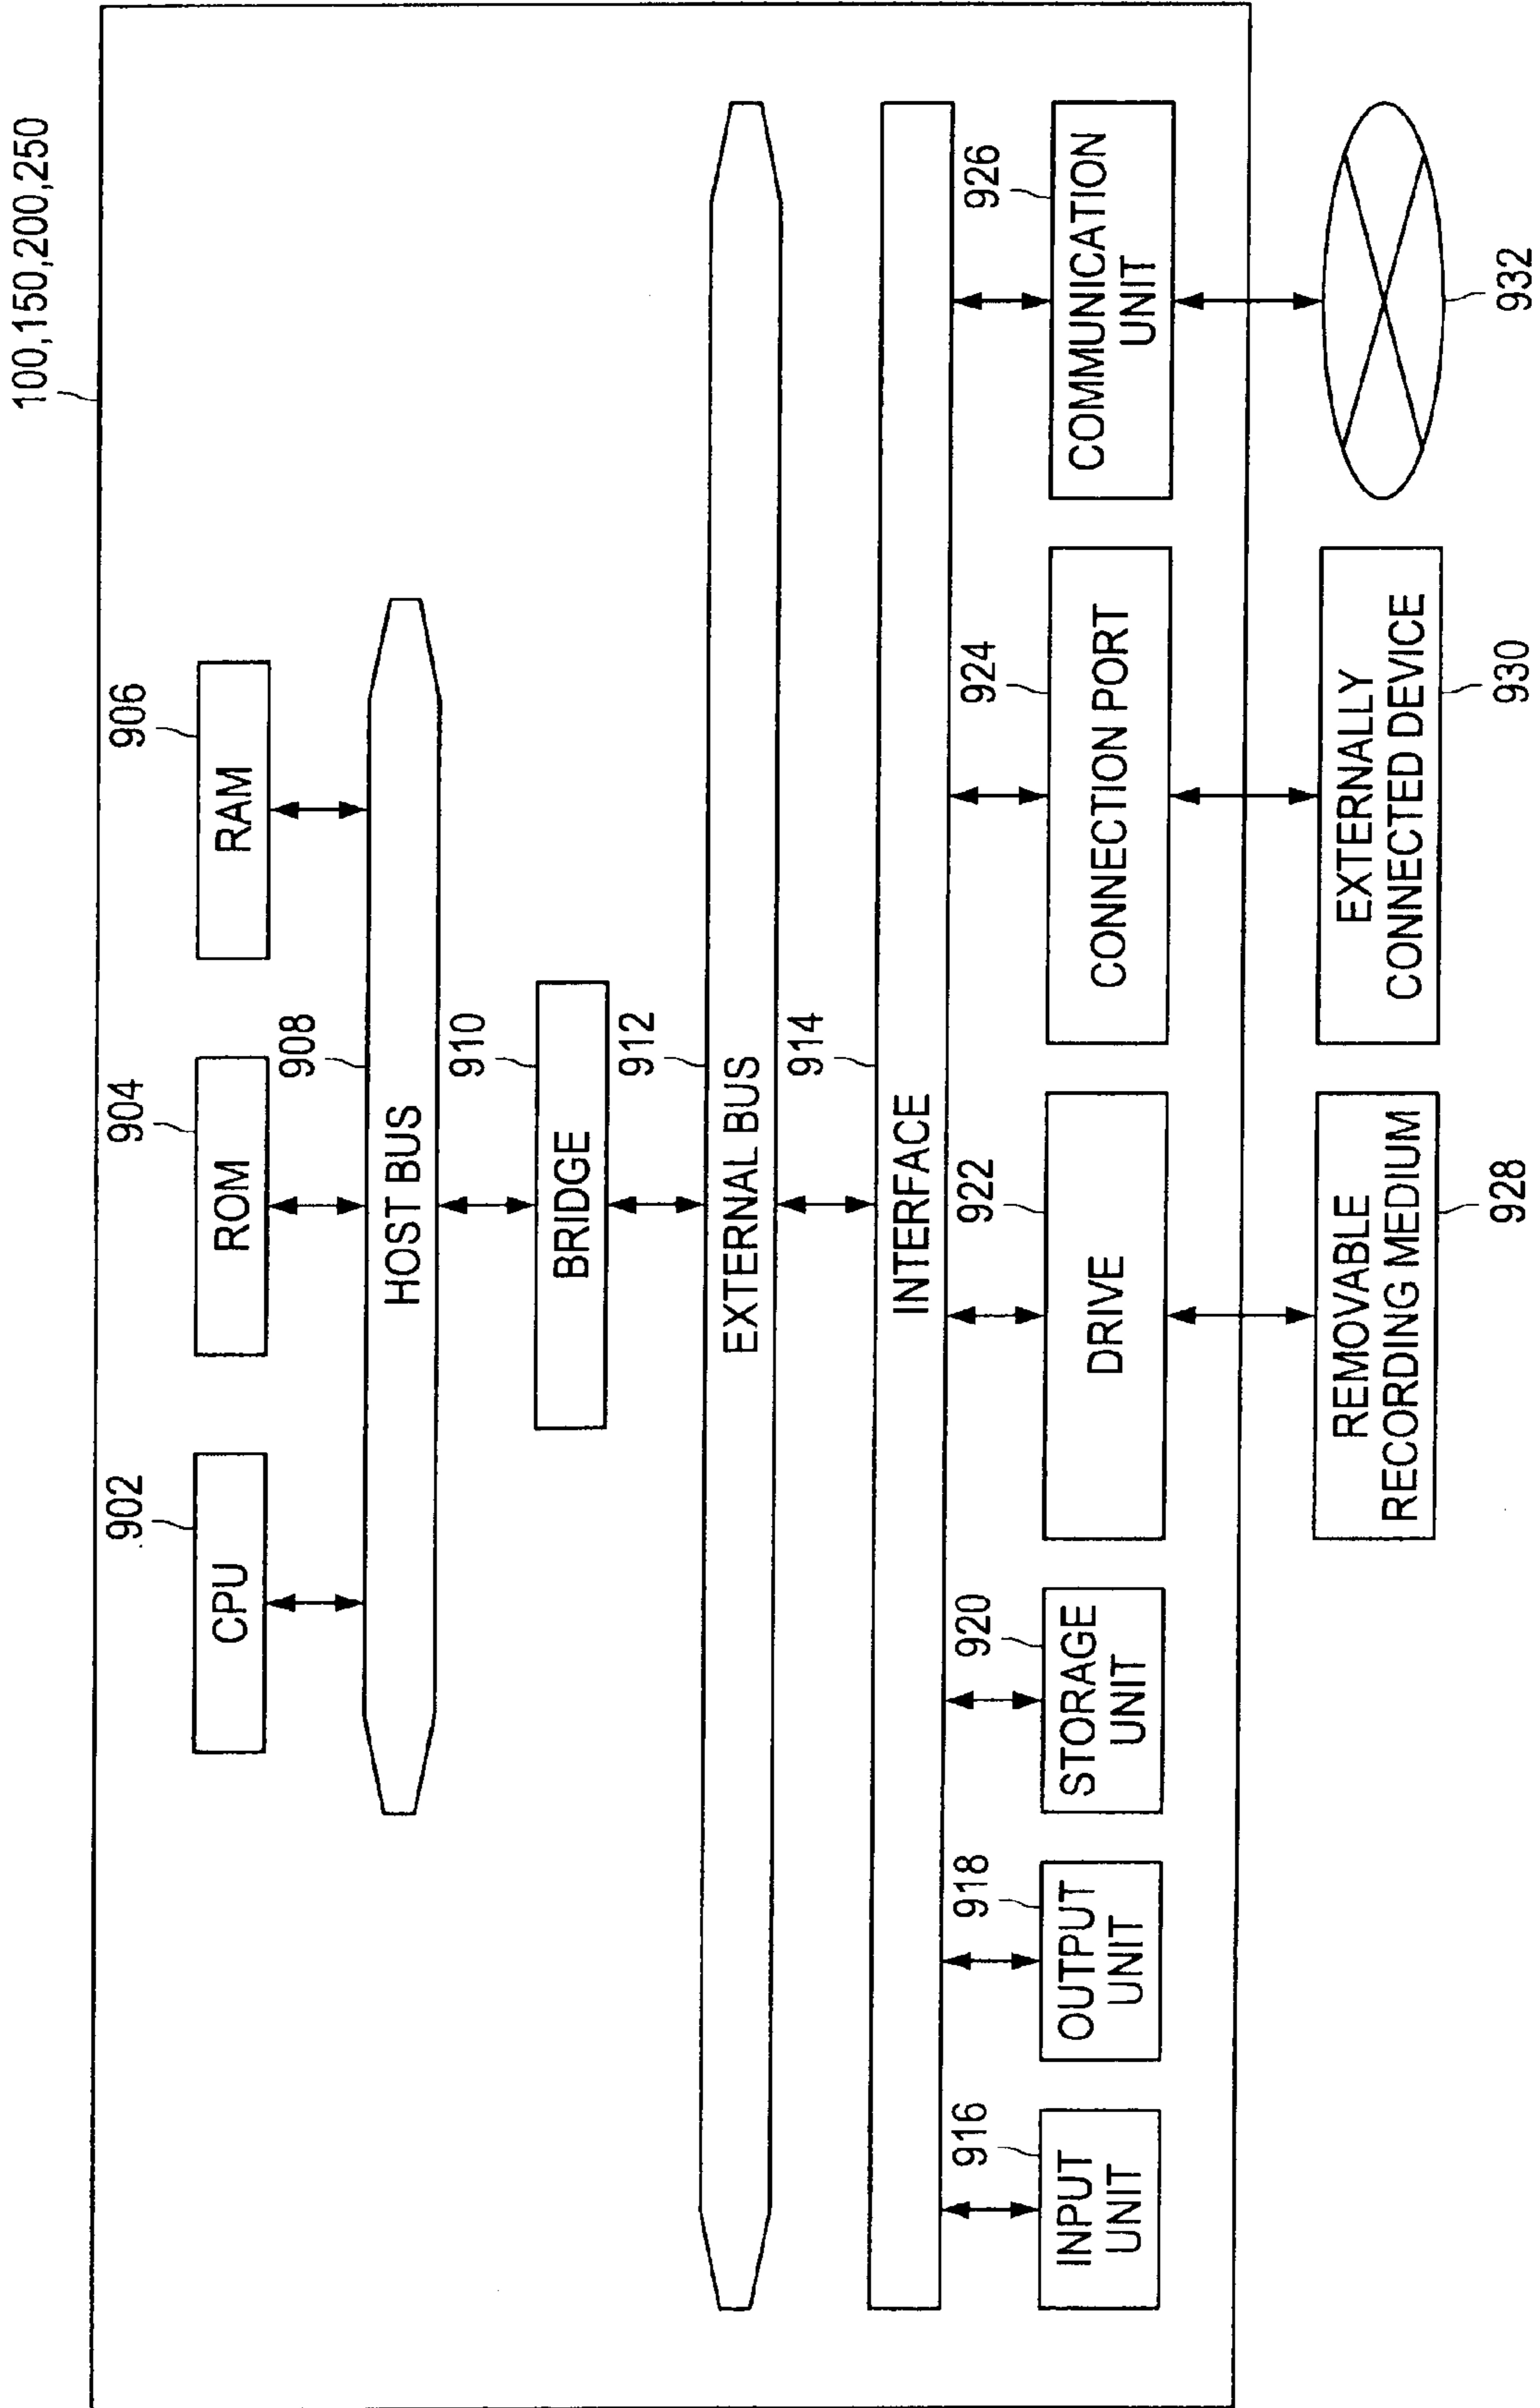 100,150,200,250
902
904
906
CPU
ROM
RAM
908
HOST BUS
910
BRIDGE
912
EXTERNAL BUS
914
INTERFACE
916
918
920
922
924
926
INPUT
UNIT
OUTPUT
UNIT
STORAGE
UNIT
DRIVE
CONNECTION PORT
COMMUNICATION
UNIT
REMOVABLE
RECORDING MEDIUM
EXTERNALLY
CONNECTED DEVICE
928
930
932